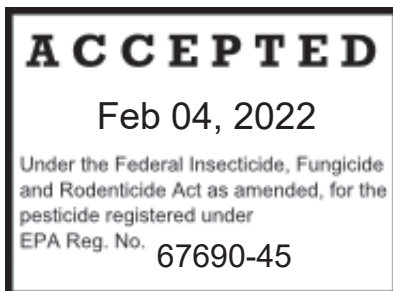 ACCEPTED
Feb 04, 2022
Under the Federal Insecticide, Fungicide
and Rodenticide Act as amended, for the
pesticide registered under
EPA Reg. No. 67690-45